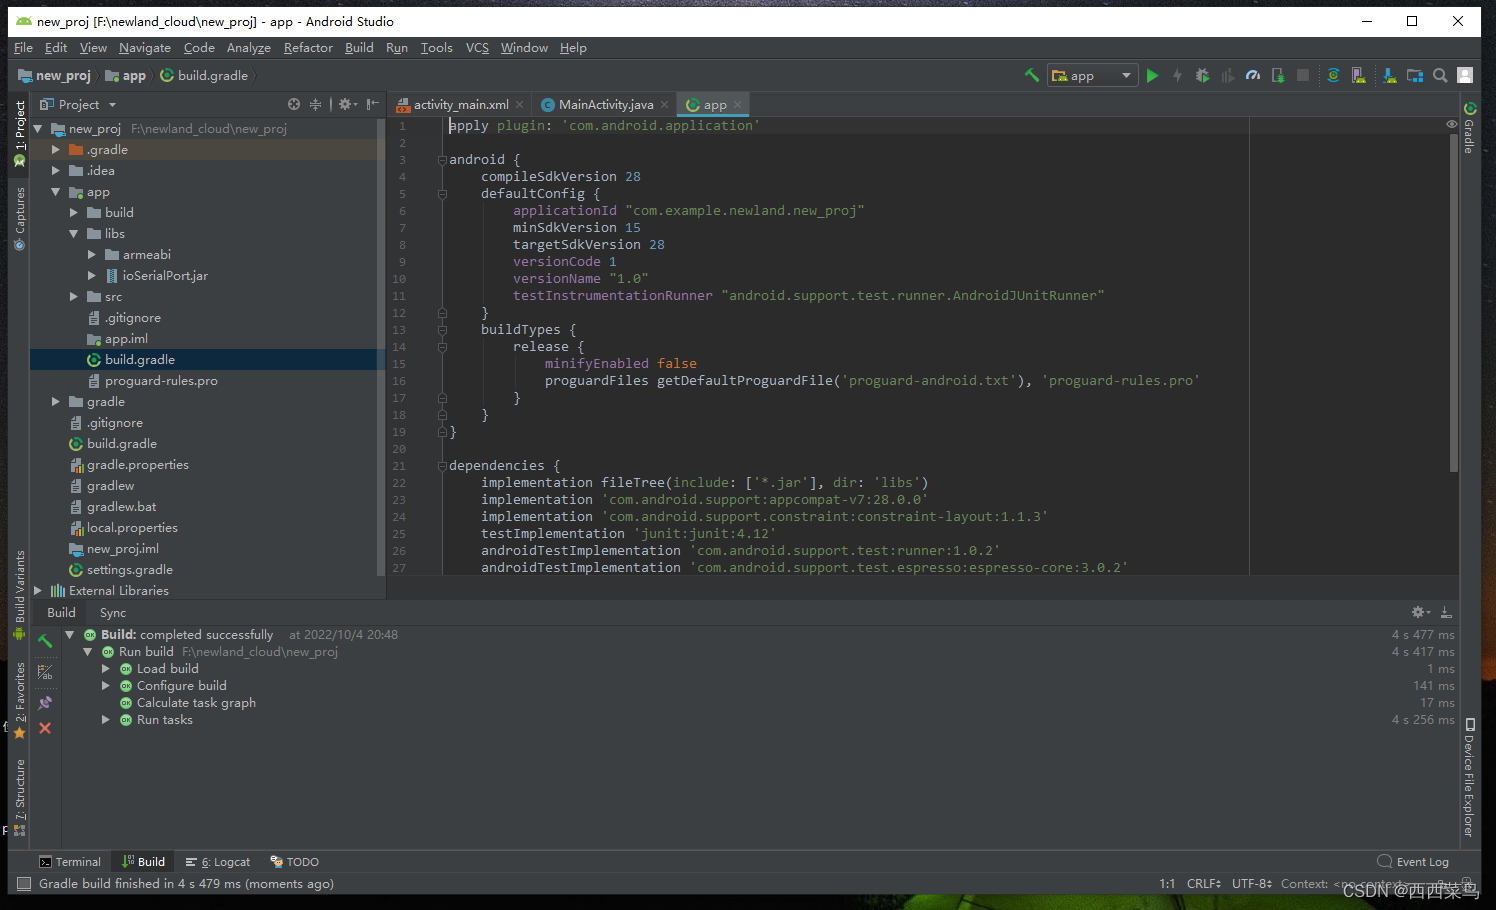 new_proj [F:\newland_cloud\new_proj] - app - Android Studio
File Edit View Navigate Code Analyze Refactor Build Run Tools VCS Window Help
new_proj app build.gradle
app
Project
activity_main.xml MainActivity.java app
1: Project
Captures
Build Variants
2: Favorites
7: Structure
new_proj F:\newland_cloud\new_proj
.gradle
.idea
app
build
libs
armeabi
ioSerialPort.jar
src
.gitignore
app.iml
build.gradle
proguard-rules.pro
gradle
.gitignore
build.gradle
gradle.properties
gradlew
gradlew.bat
local.properties
new_proj.iml
settings.gradle
External Libraries
1 apply plugin: 'com.android.application'
2
3 android {
4 compileSdkVersion 28
5 defaultConfig {
6 applicationId "com.example.newland.new_proj"
7 minSdkVersion 15
8 targetSdkVersion 28
9 versionCode 1
10 versionName "1.0"
11 testInstrumentationRunner "android.support.test.runner.AndroidJUnitRunner"
12 }
13 buildTypes {
14 release {
15 minifyEnabled false
16 proguardFiles getDefaultProguardFile('proguard-android.txt'), 'proguard-rules.pro'
17 }
18 }
19 }
20
21 dependencies {
22 implementation fileTree(include: ['*.jar'], dir: 'libs')
23 implementation 'com.android.support:appcompat-v7:28.0.0'
24 implementation 'com.android.support.constraint:constraint-layout:1.1.3'
25 testImplementation 'junit:junit:4.12'
26 androidTestImplementation 'com.android.support.test:runner:1.0.2'
27 androidTestImplementation 'com.android.support.test.espresso:espresso-core:3.0.2'
Gradle
Device File Explorer
Build Sync
Build: completed successfully at 2022/10/4 20:48 4 s 477 ms
Run build F:\newland_cloud\new_proj 4 s 417 ms
Load build 1 ms
Configure build 141 ms
Calculate task graph 17 ms
Run tasks 4 s 256 ms
Terminal Build 6: Logcat TODO Event Log
Gradle build finished in 4 s 479 ms (moments ago) 1:1 CRLF UTF-8 Context: <no context>
CSDN @西西菜鸟